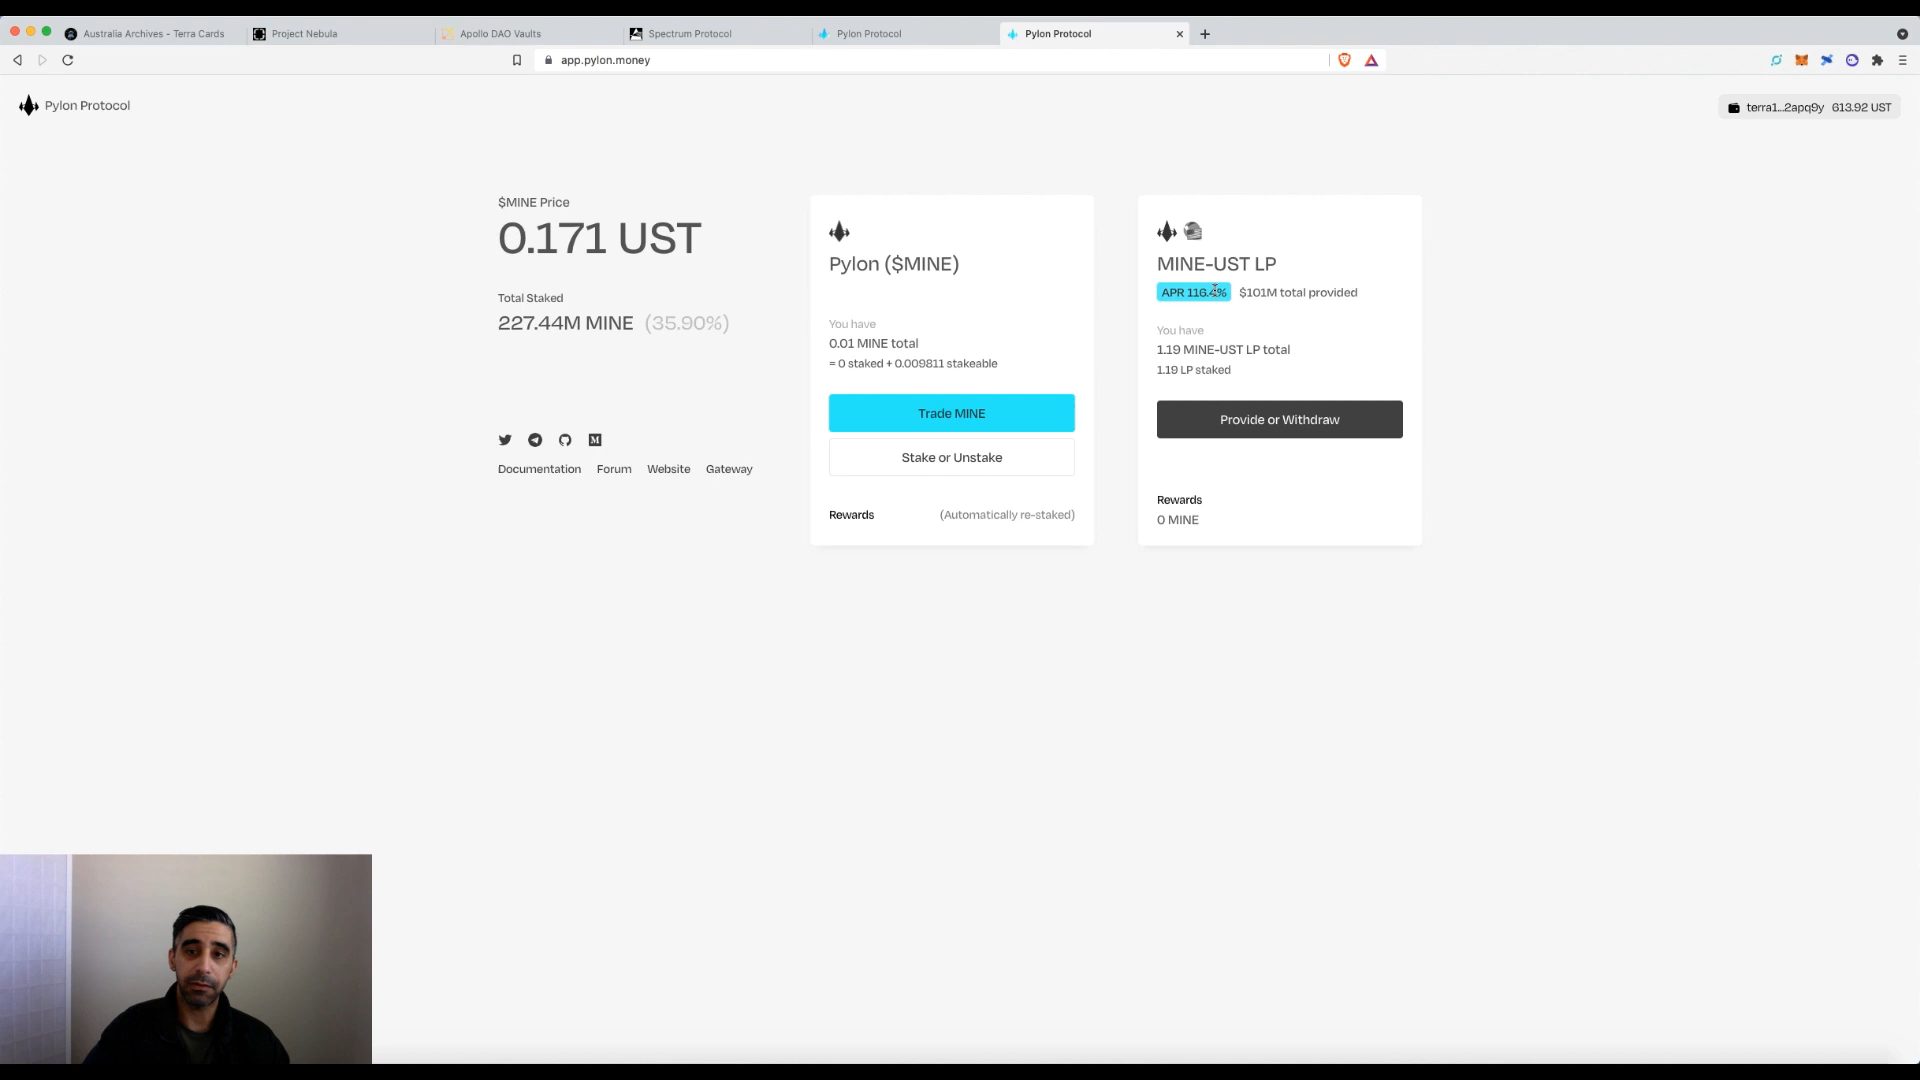 Australia Archives - Terra Cards
Project Nebula
Apollo DAO Vaults
Spectrum Protocol
Pylon Protocol
Pylon Protocol
app.pylon.money
Pylon Protocol
terra1...2apq9y 613.92 UST
$MINE Price
0.171 UST
Total Staked
227.44M MINE (35.90%)
Documentation Forum Website Gateway
Pylon ($MINE)
You have
0.01 MINE total
= 0 staked + 0.009811 stakeable
Trade MINE
Stake or Unstake
Rewards (Automatically re-staked)
MINE-UST LP
APR $101M total provided
You have
1.19 MINE-UST LP total
1.19 LP staked
Provide or Withdraw
Rewards
0 MINE